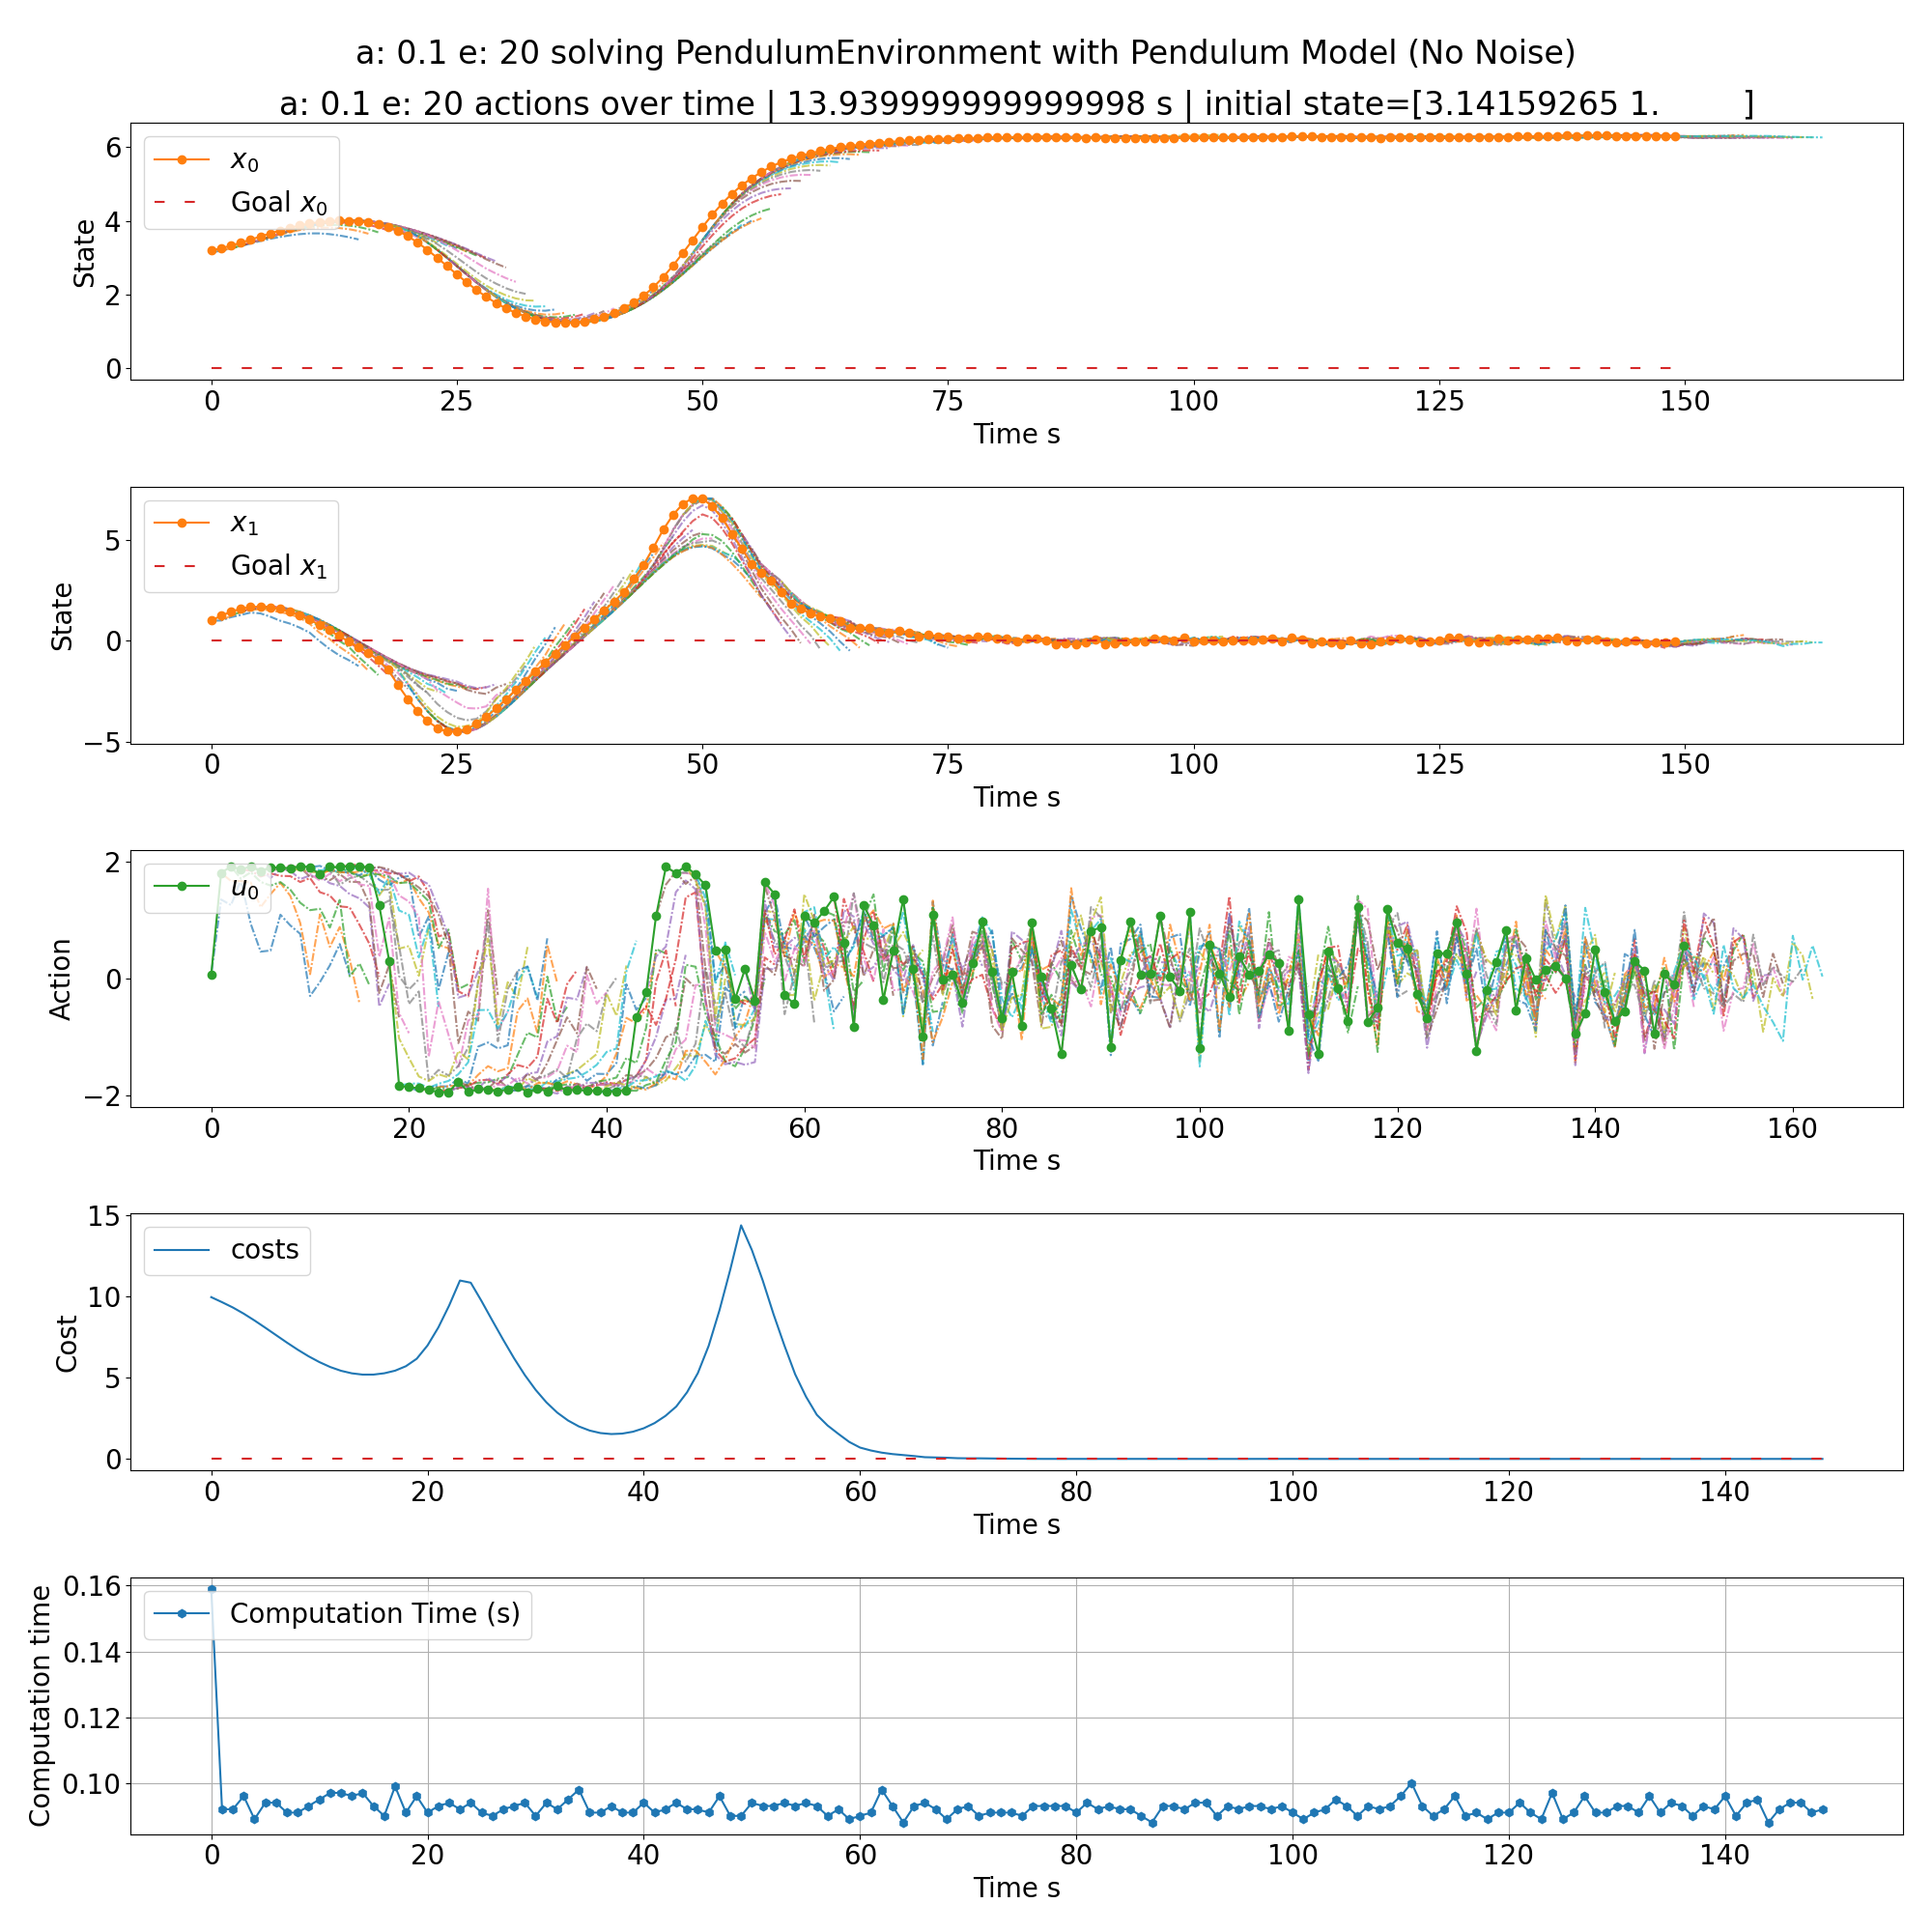 a: 0.1 e: 20 solving PendulumEnvironment with Pendulum Model (No Noise)
a: 0.1 e: 20 actions over time | 13.939999999999998 s | initial state=[3.14159265 1. ]
x_0
Goal x_0
State
6
4
2
0
0 25 50 75 100 125 150
Time s
x_1
Goal x_1
State
5
0
−5
0 25 50 75 100 125 150
Time s
u_0
Action
2
0
−2
0 20 40 60 80 100 120 140 160
Time s
costs
Cost
15
10
5
0
0 20 40 60 80 100 120 140
Time s
Computation Time (s)
Computation time
0.16
0.14
0.12
0.10
0 20 40 60 80 100 120 140
Time s